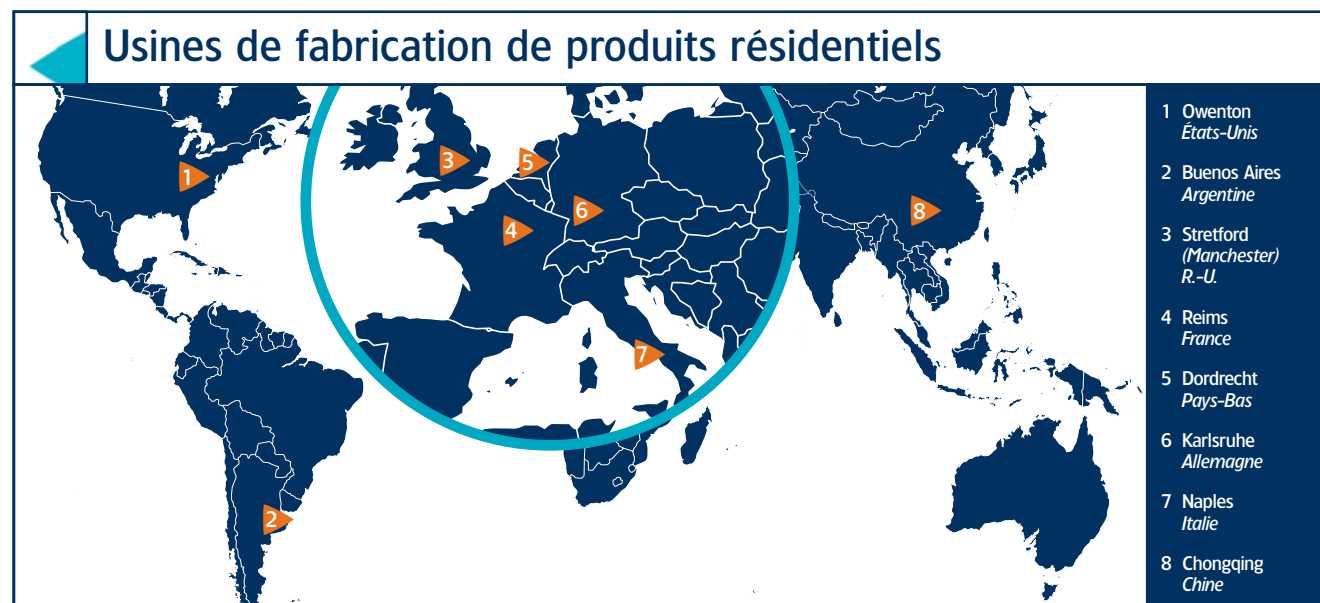 Usines de fabrication de produits résidentiels
1
2
3
4
5
6
7
8
1 Owenton
États-Unis
2 Buenos Aires
Argentine
3 Stretford
(Manchester)
R.-U.
4 Reims
France
5 Dordrecht
Pays-Bas
6 Karlsruhe
Allemagne
7 Naples
Italie
8 Chongqing
Chine